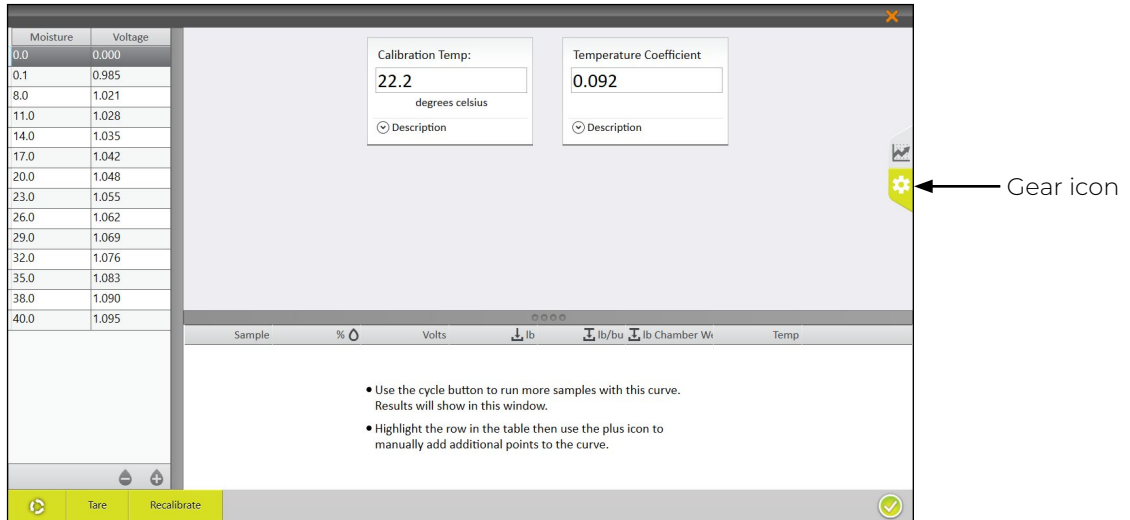 Moisture Voltage
0.0 0.000
0.1 0.985
8.0 1.021
11.0 1.028
14.0 1.035
17.0 1.042
20.0 1.048
23.0 1.055
26.0 1.062
29.0 1.069
32.0 1.076
35.0 1.083
38.0 1.090
40.0 1.095
Calibration Temp:
22.2
degrees celsius
Description
Temperature Coefficient
0.092
Description
Gear icon
Sample % Volts lb lb/bu lb Chamber We Temp
• Use the cycle button to run more samples with this curve.
Results will show in this window.
• Highlight the row in the table then use the plus icon to
manually add additional points to the curve.
Tare Recalibrate